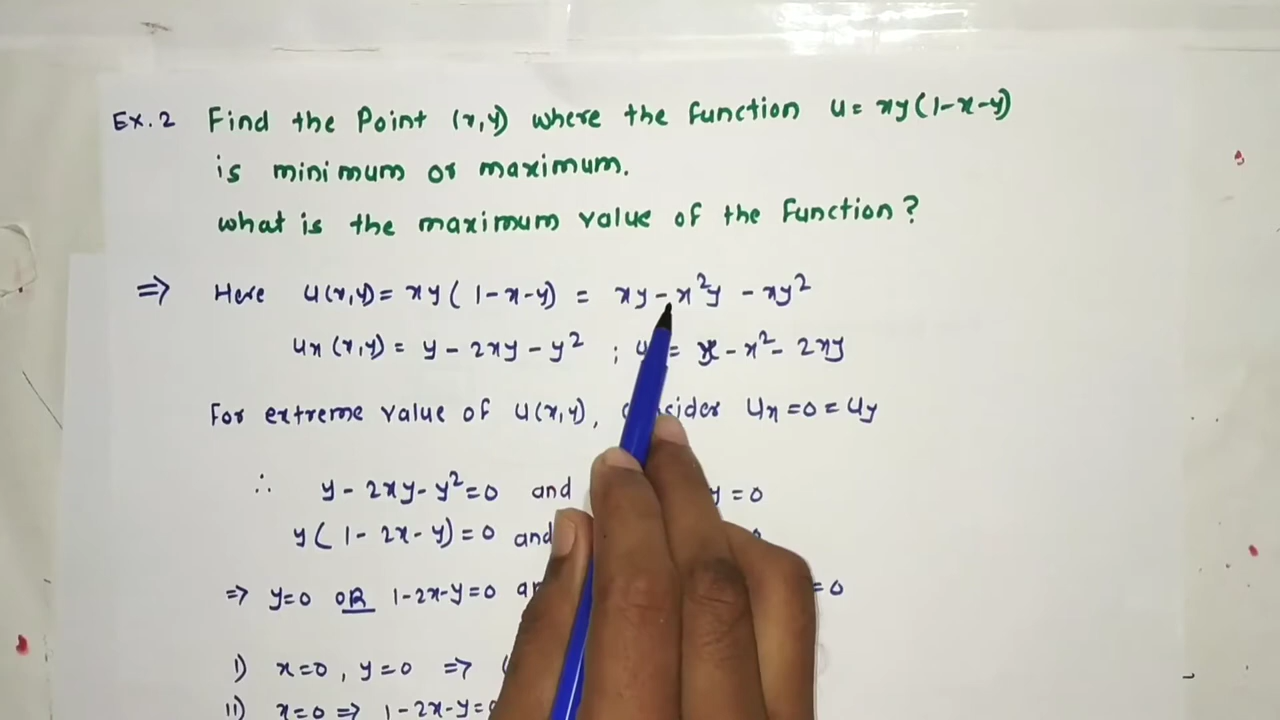 Ex. 2 Find the Point (x,y) where the function u = xy(1-x-y)
is minimum or maximum.
what is the maximum value of the function?
⇒ Here u(x,y) = xy(1-x-y) = xy - x²y - xy²
ux(x,y) = y - 2xy - y² ; u = x - x² - 2xy
For extreme value of u(x,y), ux = 0 = uy
∴ y - 2xy - y² = 0 and y = 0
y(1 - 2x - y) = 0 and
⇒ y=0 OR 1-2x-y=0 = 0
i) x=0, y=0 ⇒
ii) x=0 ⇒ 1-2x-y=0